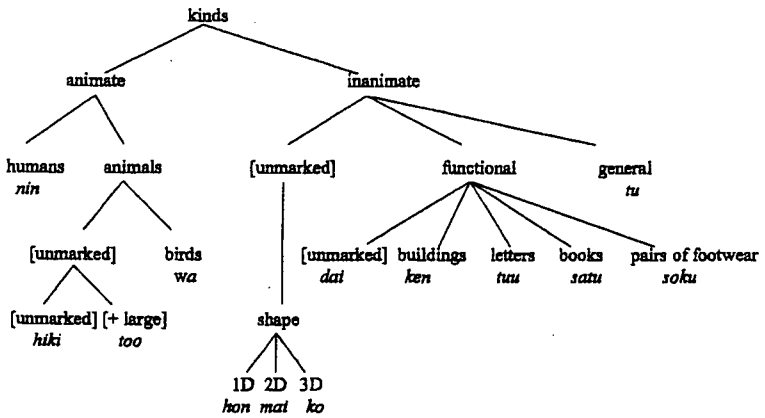 kinds
animate inanimate
humans animals [unmarked] functional general
nin tu
[unmarked] birds [unmarked] buildings letters books pairs of footwear
wa dai ken tuu satu soku
[unmarked] [+ large] shape
hiki too
1D 2D 3D
hon mai ko